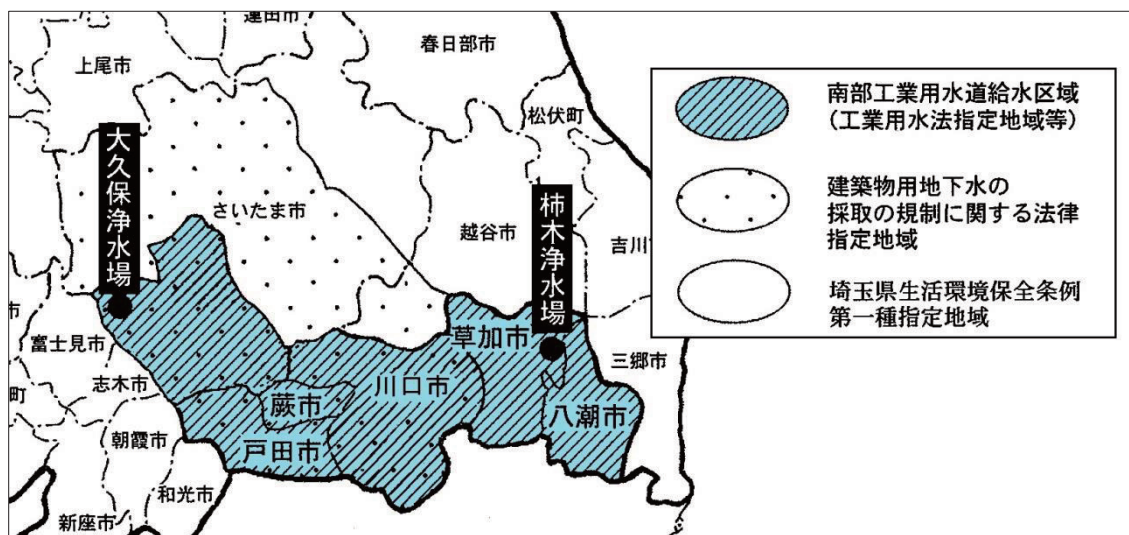 蓮田市
春日部市
上尾市
松伏町
大久保浄水場
さいたま市
柿木浄水場
越谷市
吉川
市
富士見市
草加市
三郷市
志木市
川口市
町
蕨市
八潮市
朝霞市
戸田市
和光市
新座市
南部工業用水道給水区域
(工業用水法指定地域等)
建築物用地下水の
採取の規制に関する法律
指定地域
埼玉県生活環境保全条例
第一種指定地域